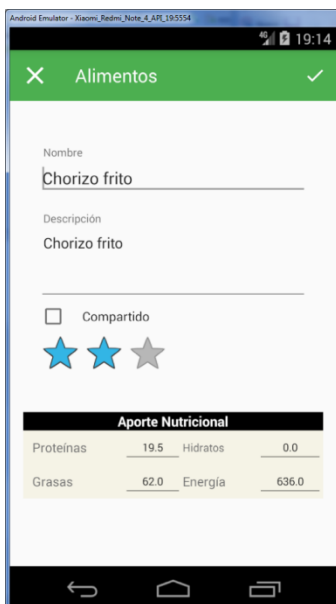 Android Emulator - Xiaomi_Redmi_Note_4_API_19:5554
4G 19:14
Alimentos
Nombre
Chorizo frito
Descripción
Chorizo frito
Compartido
Aporte Nutricional
Proteínas 19.5 Hidratos 0.0
Grasas 62.0 Energía 636.0